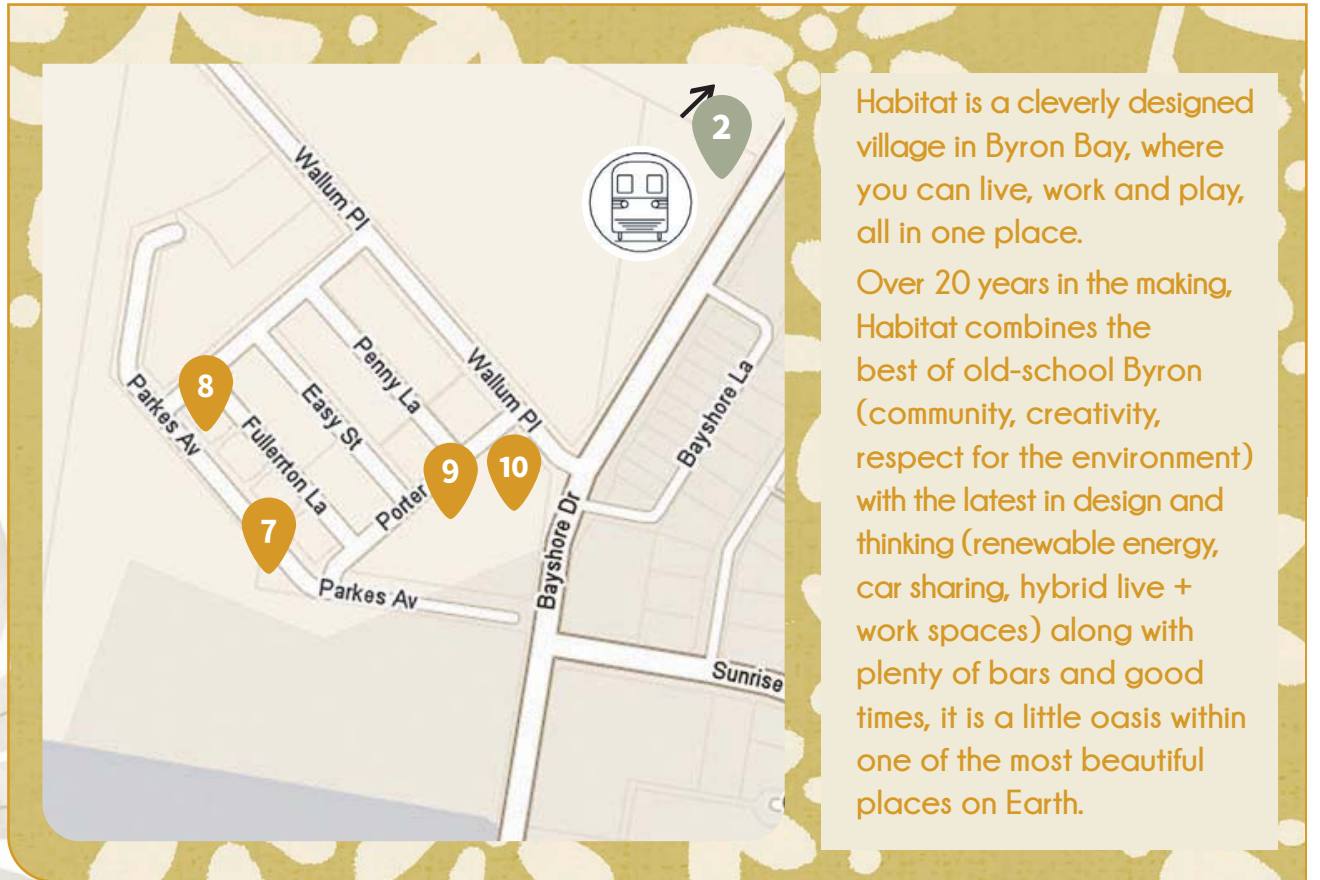 2
Wallum Pl
Wallum Pl
Penny La
Easy St
Bayshore La
8
Parkes Av
Fullerrton La
9
10
Porter
7
Bayshore Dr
Parkes Av
Sunrise
Habitat is a cleverly designed
village in Byron Bay, where
you can live, work and play,
all in one place.
Over 20 years in the making,
Habitat combines the
best of old-school Byron
(community, creativity,
respect for the environment)
with the latest in design and
thinking (renewable energy,
car sharing, hybrid live +
work spaces) along with
plenty of bars and good
times, it is a little oasis within
one of the most beautiful
places on Earth.